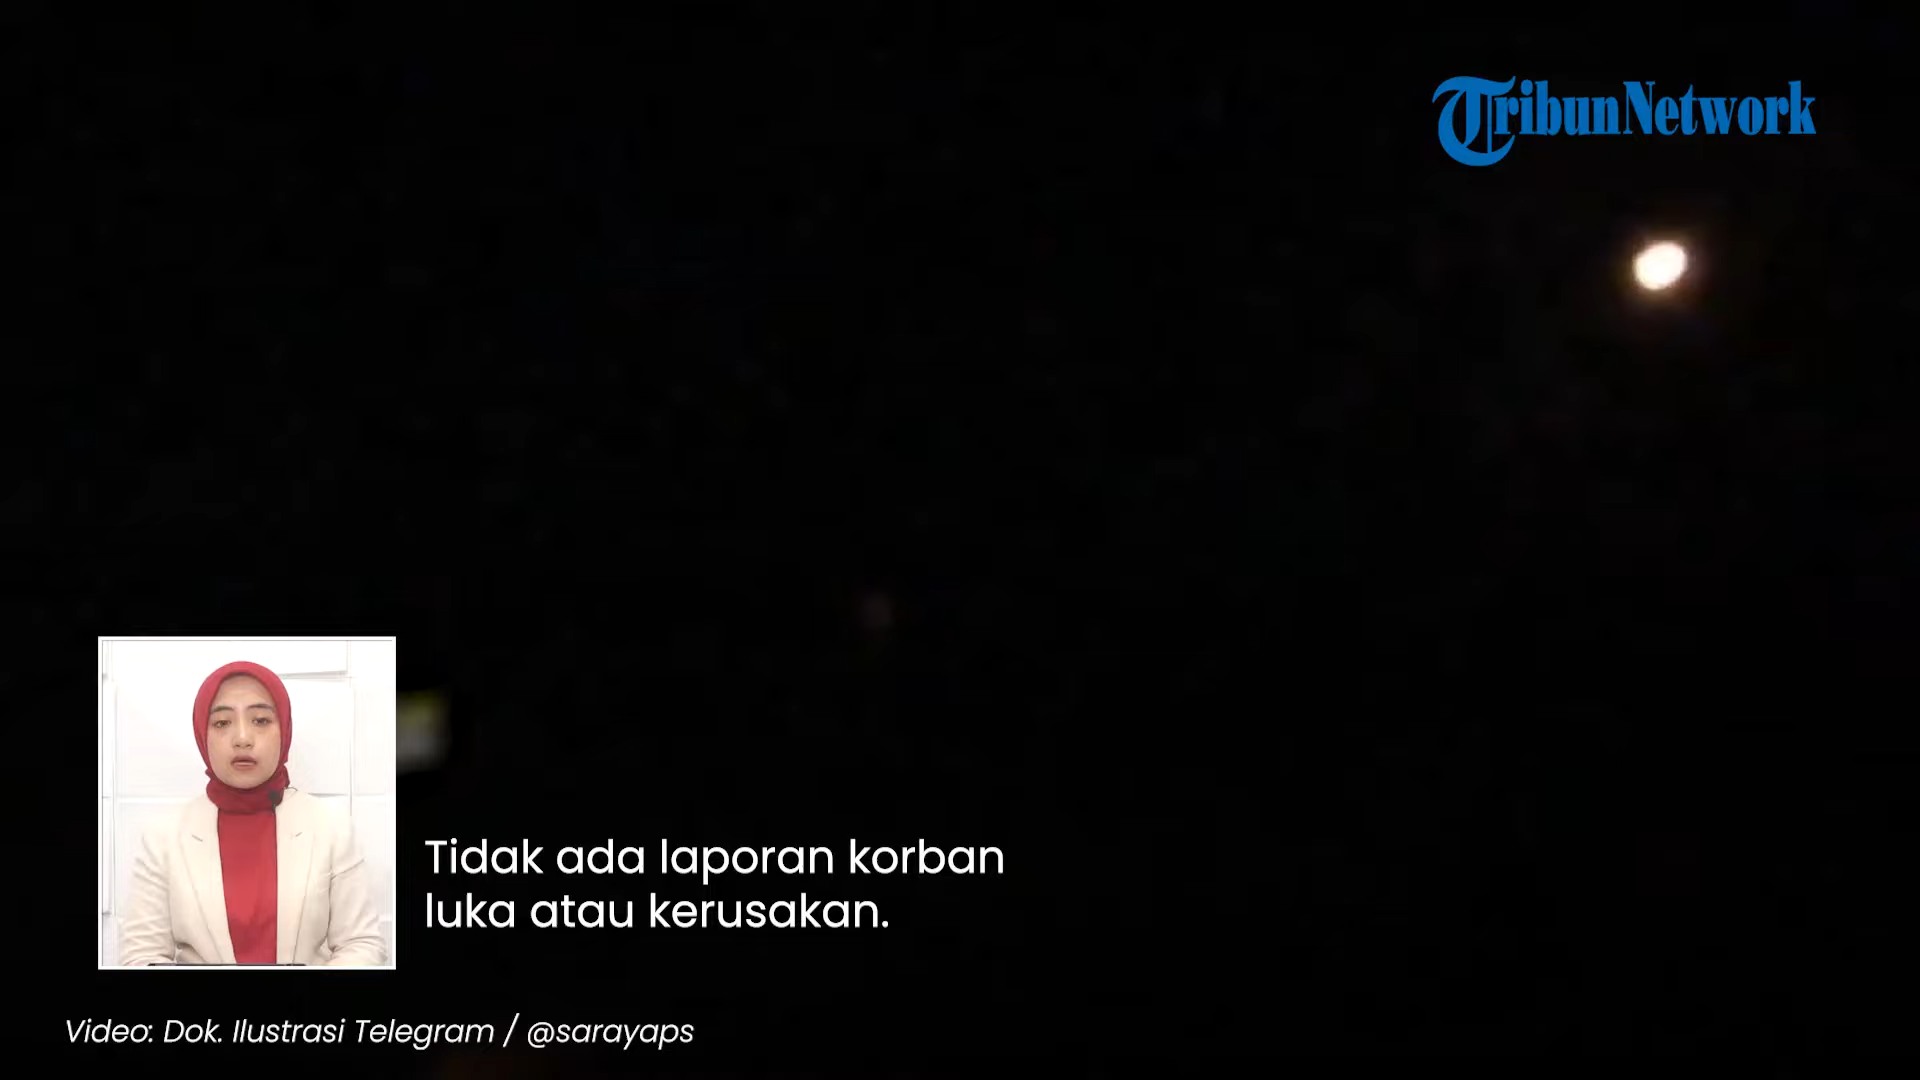 TribunNetwork
Tidak ada laporan korban
luka atau kerusakan.
Video: Dok. Ilustrasi Telegram / @sarayaps